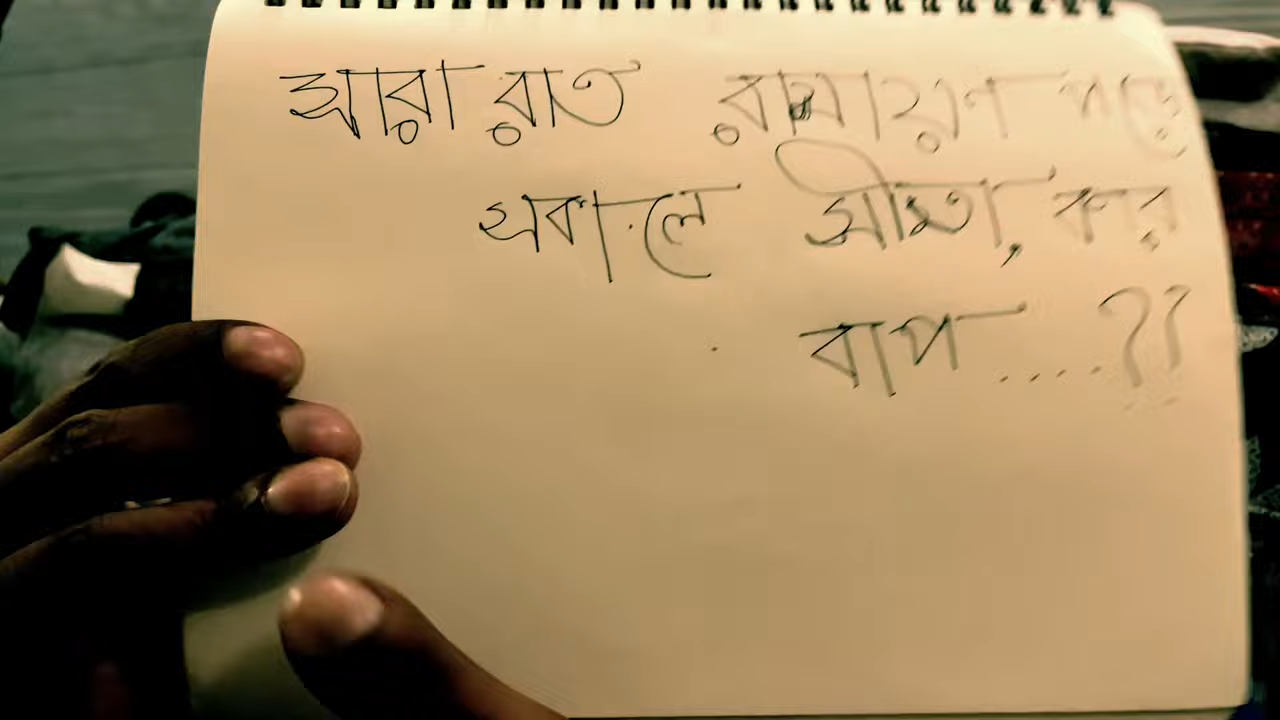 সারা রাত রামায়ণ পড়ে
সকালে সীতা, কার
বাপ ....??